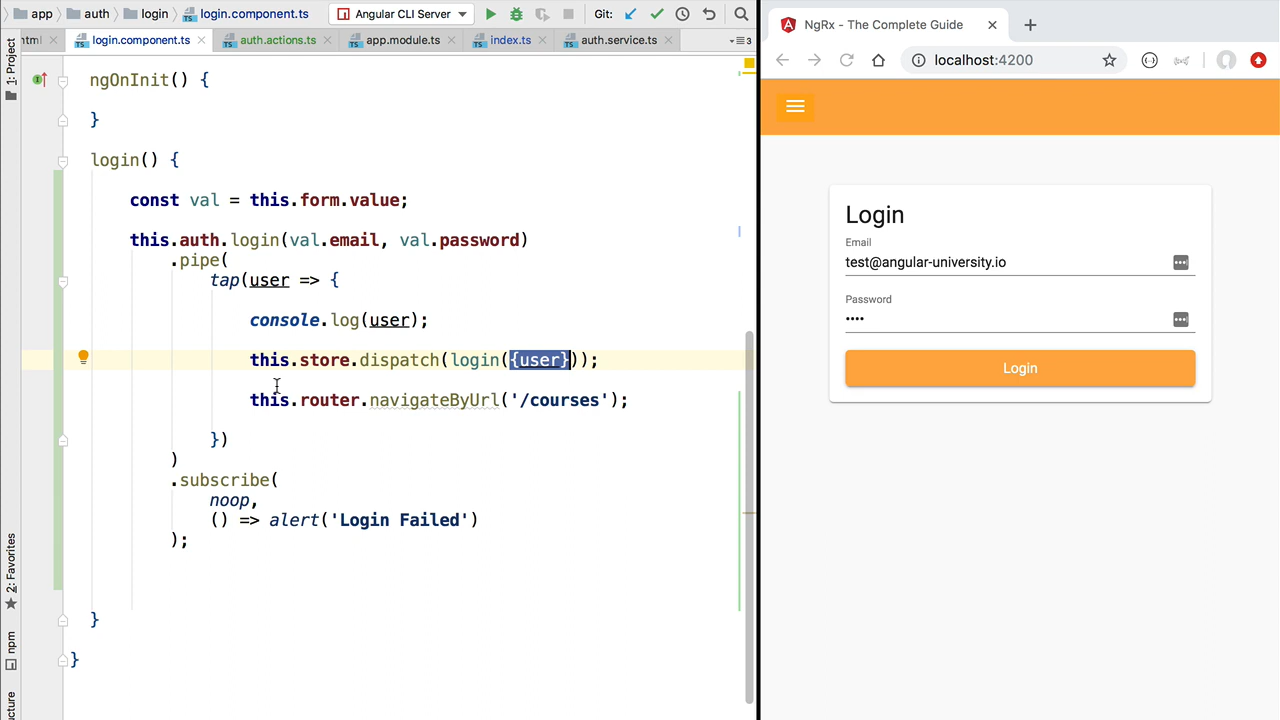 app auth login login.component.ts Angular CLI Server Git:
html login.component.ts auth.actions.ts app.module.ts index.ts auth.service.ts 3
1: Project
2: Favorites
npm
ucture
ngOnInit() {
}
login() {
const val = this.form.value;
this.auth.login(val.email, val.password)
.pipe(
tap(user => {
console.log(user);
this.store.dispatch(login({user}));
this.router.navigateByUrl('/courses');
})
)
.subscribe(
noop,
() => alert('Login Failed')
);
}
}
NgRx - The Complete Guide
localhost:4200
Login
Email
test@angular-university.io
Password
••••
Login